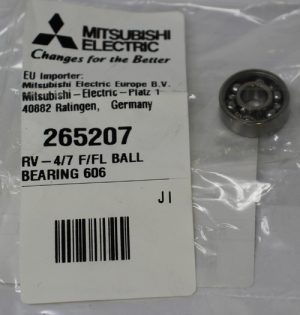 MITSUBISHI
ELECTRIC
Changes for the Better
EU Importer:
Mitsubishi Electric Europe B.V.
Mitsubishi-Electric-Platz 1
40882 Ratingen, Germany
265207
RV-4/7 F/FL BALL
BEARING 606
JI